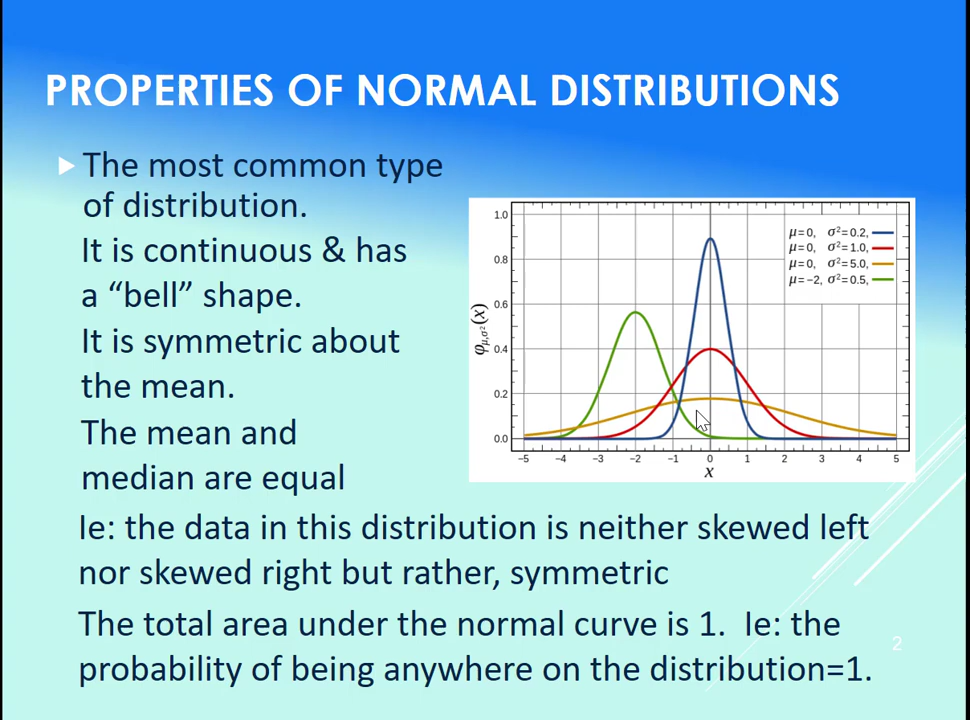 PROPERTIES OF NORMAL DISTRIBUTIONS
The most common type
of distribution.
It is continuous & has
a “bell” shape.
It is symmetric about
the mean.
The mean and
median are equal
1.0
0.8
0.6
0.4
0.2
0.0
φμ,σ²(x)
μ=0, σ²=0.2,
μ=0, σ²=1.0,
μ=0, σ²=5.0,
μ=−2, σ²=0.5,
−5 −4 −3 −2 −1 0 1 2 3 4 5
x
Ie: the data in this distribution is neither skewed left
nor skewed right but rather, symmetric
The total area under the normal curve is 1. Ie: the
probability of being anywhere on the distribution=1.
2